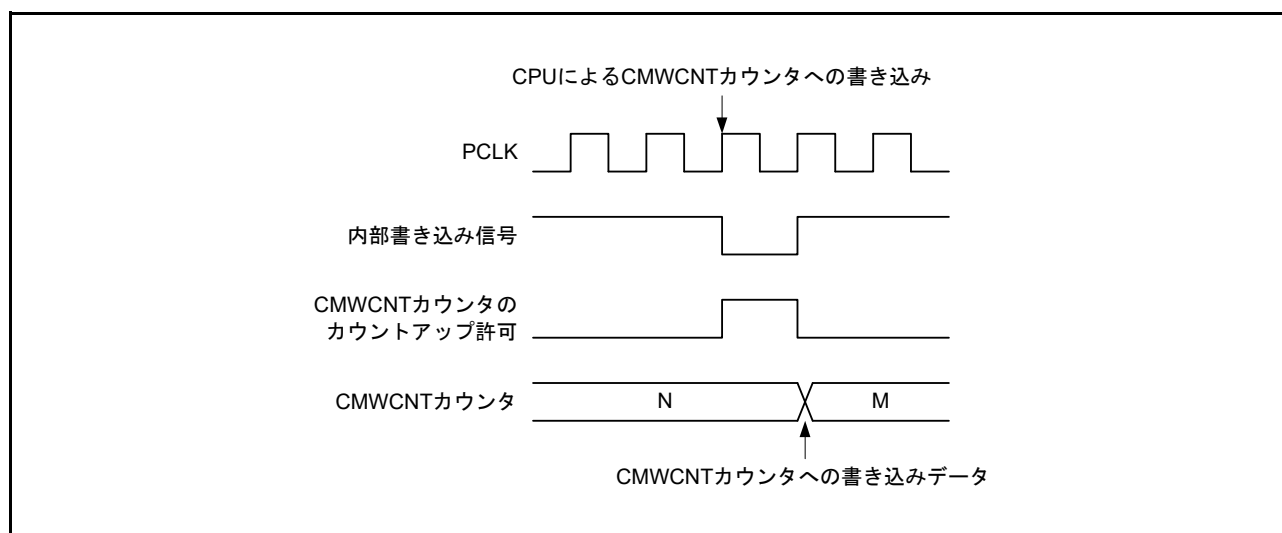 CPUによるCMWCNTカウンタへの書き込み
PCLK
内部書き込み信号
CMWCNTカウンタの
カウントアップ許可
CMWCNTカウンタ
N
M
CMWCNTカウンタへの書き込みデータ